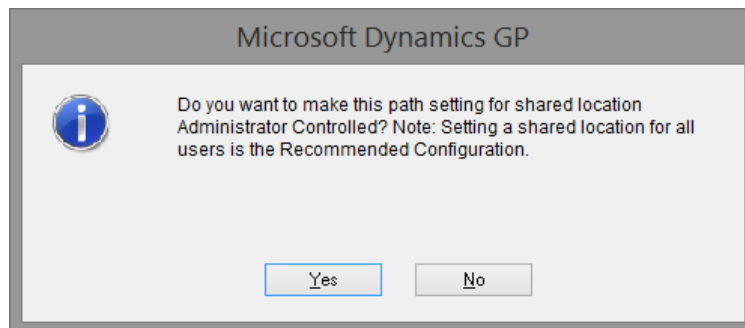 Microsoft Dynamics GP
Do you want to make this path setting for shared location
Administrator Controlled? Note: Setting a shared location for all
users is the Recommended Configuration.
Yes
No